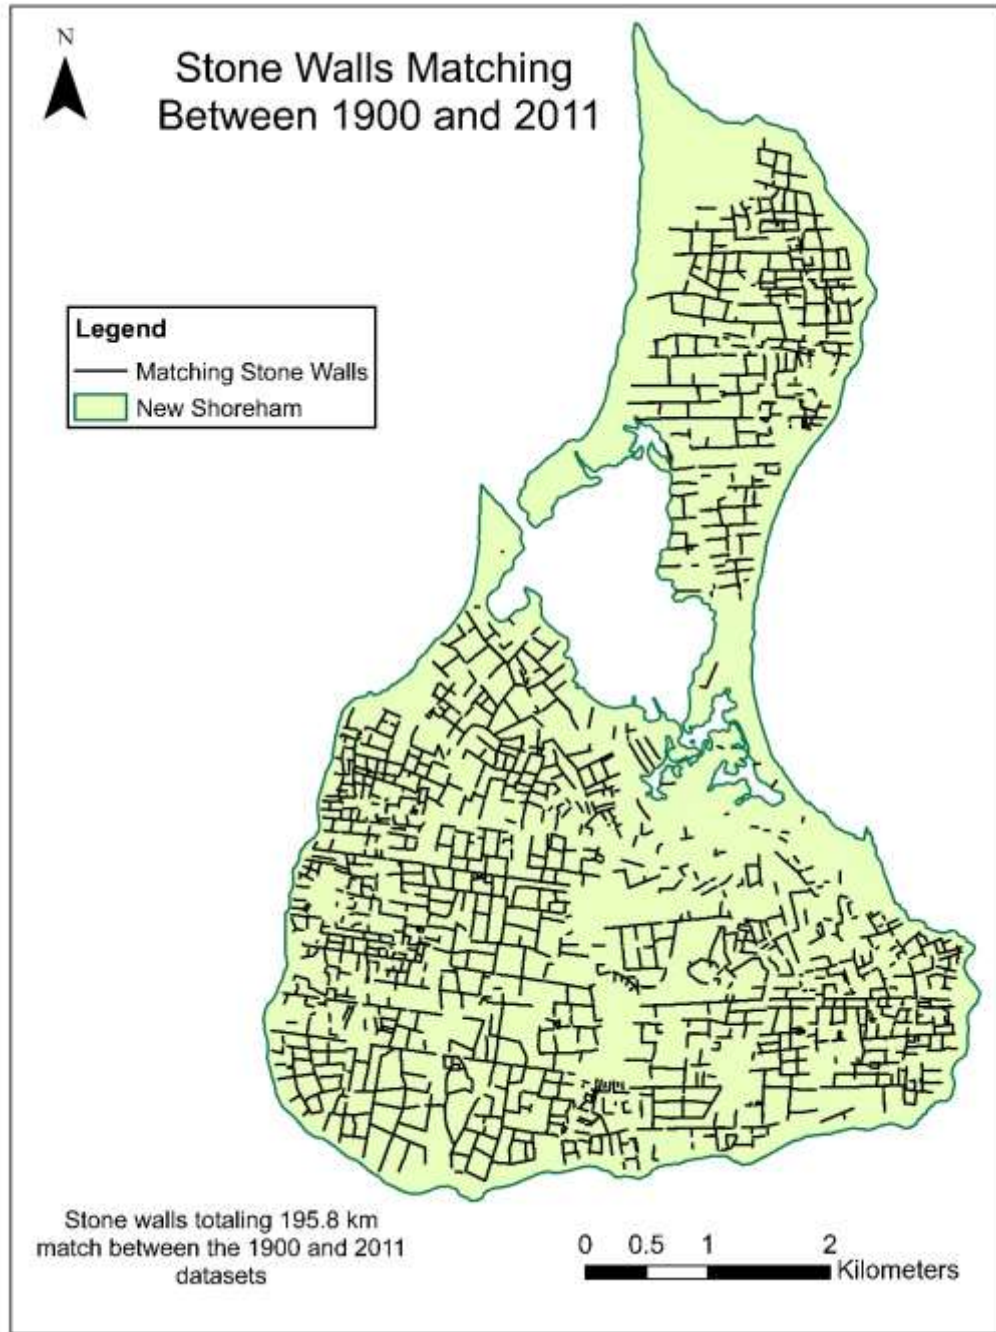 N
Stone Walls Matching
Between 1900 and 2011
Legend
Matching Stone Walls
New Shoreham
Stone walls totaling 195.8 km
match between the 1900 and 2011
datasets
0 0.5 1 2
Kilometers